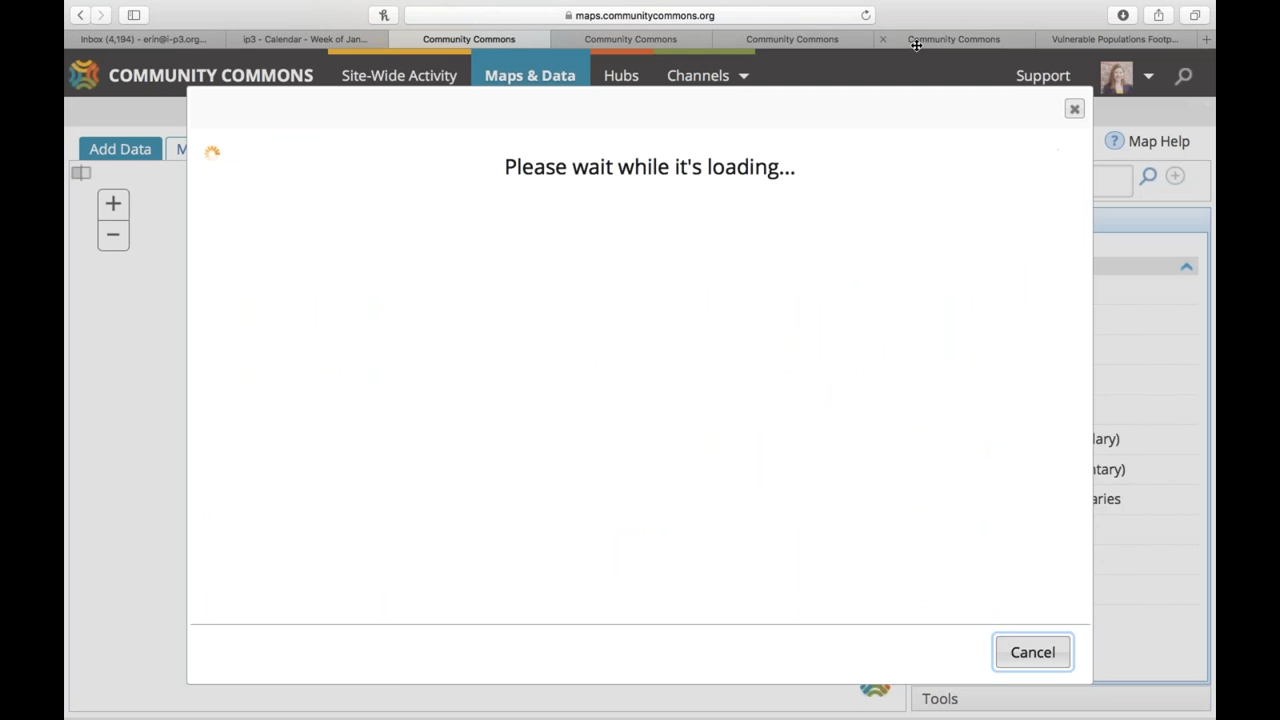 maps.communitycommons.org
Inbox (4,194) – erin@i-p3.org...
ip3 - Calendar - Week of Jan...
Community Commons
Community Commons
Community Commons
Community Commons
Vulnerable Populations Footp...
COMMUNITY COMMONS
Site-Wide Activity
Maps & Data
Hubs
Channels
Support
Add Data
M
Map Help
Please wait while it's loading...
lary)
ntary)
aries
Cancel
Tools